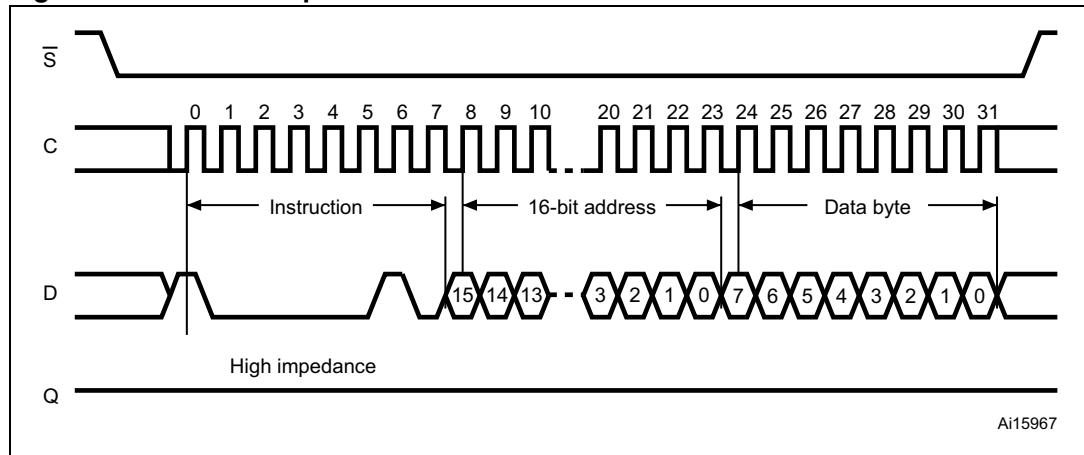 S̅
0 1 2 3 4 5 6 7 8 9 10 20 21 22 23 24 25 26 27 28 29 30 31
C
Instruction 16-bit address Data byte
D
15 14 13 3 2 1 0 7 6 5 4 3 2 1 0
High impedance
Q
Ai15967